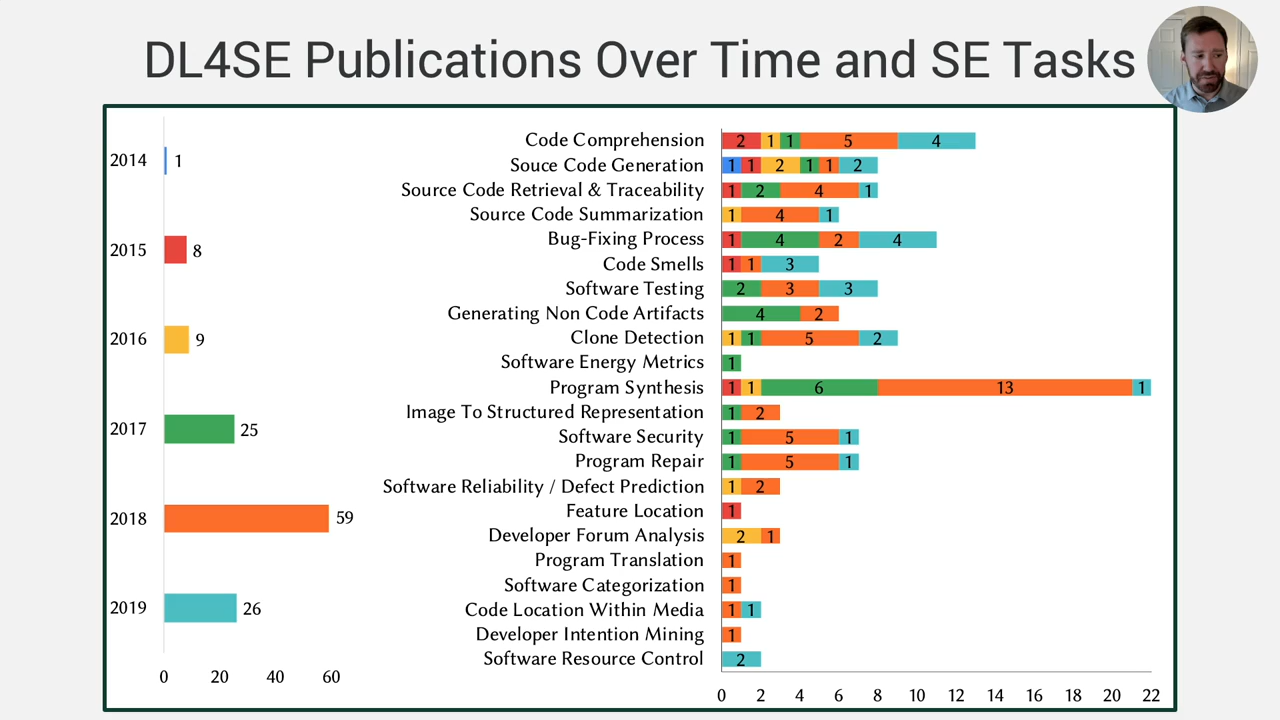 DL4SE Publications Over Time and SE Tasks
2014 1
2015 8
2016 9
2017 25
2018 59
2019 26
0 20 40 60
Code Comprehension 2 1 1 5 4
Souce Code Generation 1 1 2 1 1 2
Source Code Retrieval & Traceability 1 2 4 1
Source Code Summarization 1 4 1
Bug-Fixing Process 1 4 2 4
Code Smells 1 1 3
Software Testing 2 3 3
Generating Non Code Artifacts 4 2
Clone Detection 1 1 5 2
Software Energy Metrics 1
Program Synthesis 1 1 6 13 1
Image To Structured Representation 1 2
Software Security 1 5 1
Program Repair 1 5 1
Software Reliability / Defect Prediction 1 2
Feature Location 1
Developer Forum Analysis 2 1
Program Translation 1
Software Categorization 1
Code Location Within Media 1 1
Developer Intention Mining 1
Software Resource Control 2
0 2 4 6 8 10 12 14 16 18 20 22